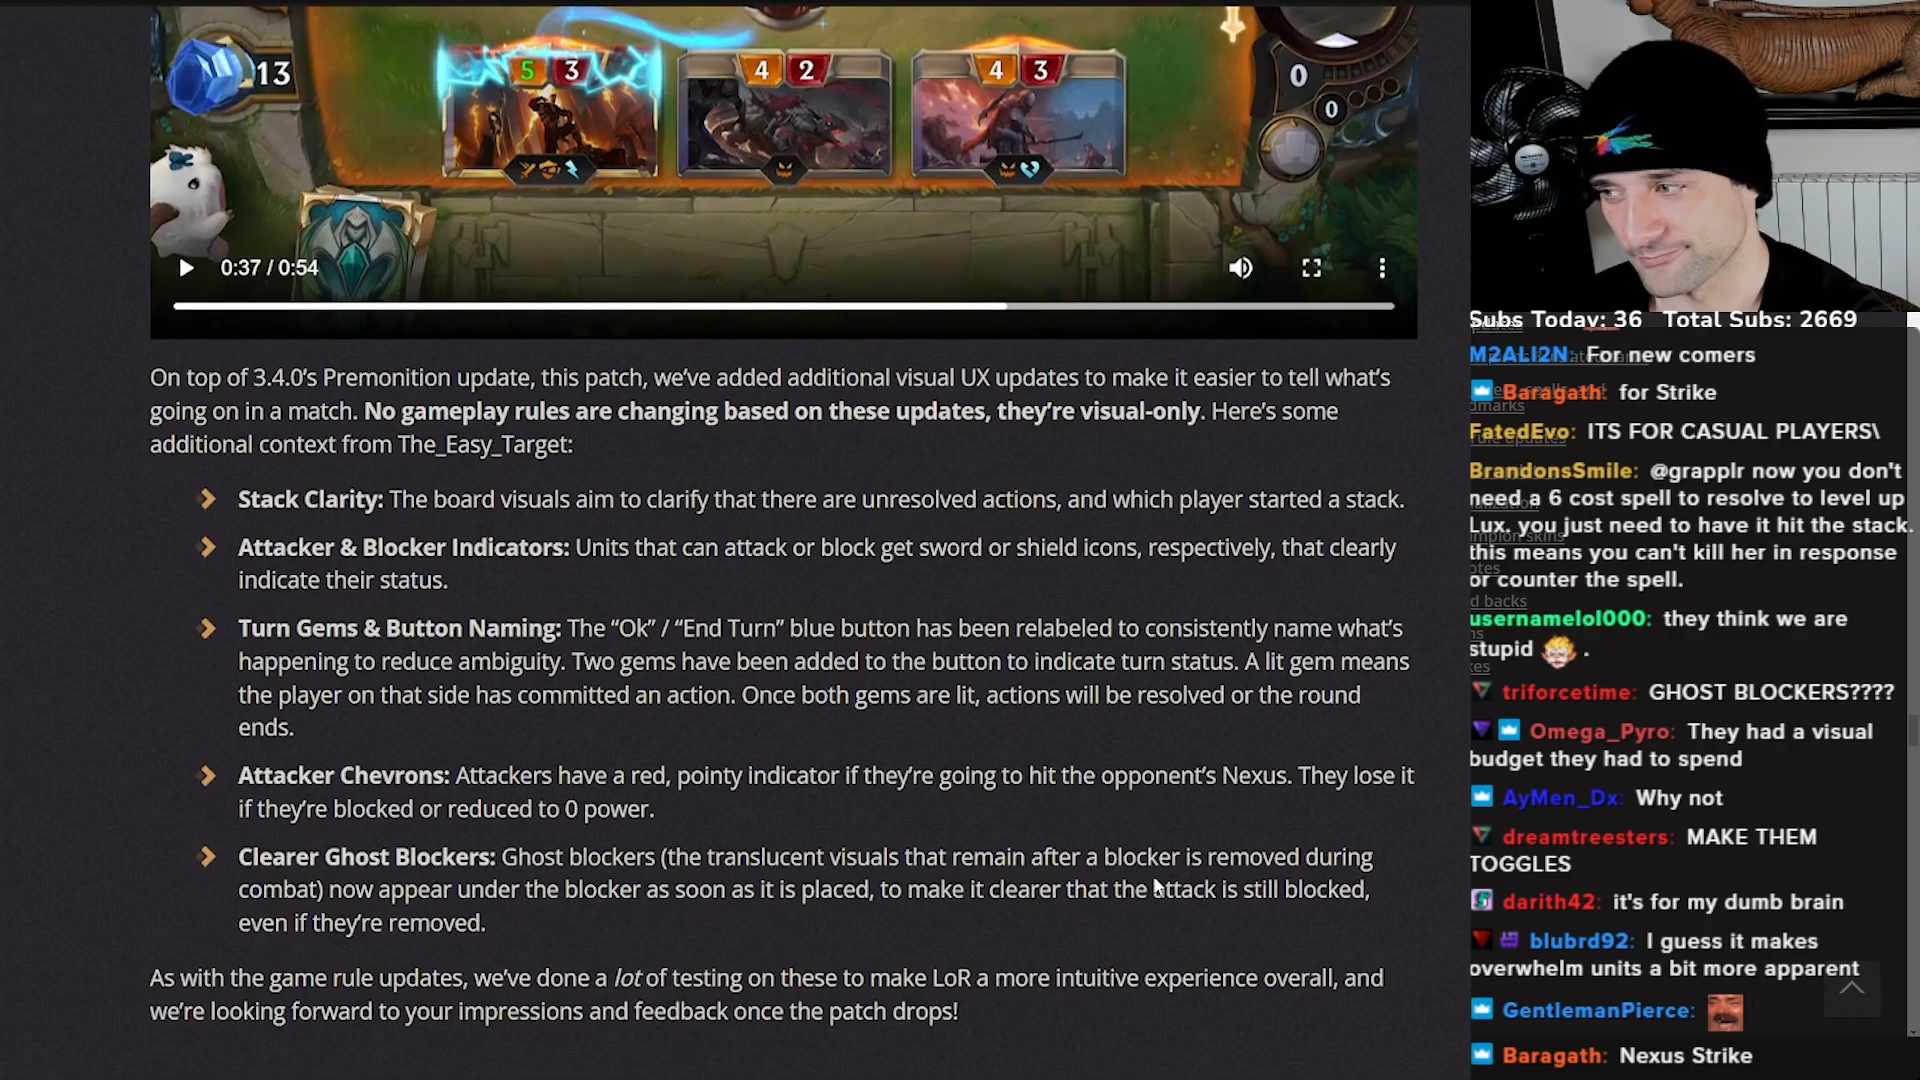 13
5 3
4 2
4 3
0
0
0:37 / 0:54
On top of 3.4.0's Premonition update, this patch, we've added additional visual UX updates to make it easier to tell what's
going on in a match. No gameplay rules are changing based on these updates, they're visual-only. Here's some
additional context from The_Easy_Target:
Stack Clarity: The board visuals aim to clarify that there are unresolved actions, and which player started a stack.
Attacker & Blocker Indicators: Units that can attack or block get sword or shield icons, respectively, that clearly
indicate their status.
Turn Gems & Button Naming: The “Ok” / “End Turn” blue button has been relabeled to consistently name what's
happening to reduce ambiguity. Two gems have been added to the button to indicate turn status. A lit gem means
the player on that side has committed an action. Once both gems are lit, actions will be resolved or the round
ends.
Attacker Chevrons: Attackers have a red, pointy indicator if they're going to hit the opponent's Nexus. They lose it
if they're blocked or reduced to 0 power.
Clearer Ghost Blockers: Ghost blockers (the translucent visuals that remain after a blocker is removed during
combat) now appear under the blocker as soon as it is placed, to make it clearer that the attack is still blocked,
even if they're removed.
As with the game rule updates, we've done a lot of testing on these to make LoR a more intuitive experience overall, and
we're looking forward to your impressions and feedback once the patch drops!
Subs Today: 36 Total Subs: 2669
M2ALI2N: For new comers
Baragath: for Strike
FatedEvo: ITS FOR CASUAL PLAYERS\
BrandonsSmile: @grapplr now you don't
need a 6 cost spell to resolve to level up
Lux. you just need to have it hit the stack.
this means you can't kill her in response
or counter the spell.
usernamelol000: they think we are
stupid .
triforcetime: GHOST BLOCKERS????
Omega_Pyro: They had a visual
budget they had to spend
AyMen_Dx: Why not
dreamtreesters: MAKE THEM
TOGGLES
darith42: it's for my dumb brain
blubrd92: I guess it makes
overwhelm units a bit more apparent
GentlemanPierce:
Baragath: Nexus Strike
d backs